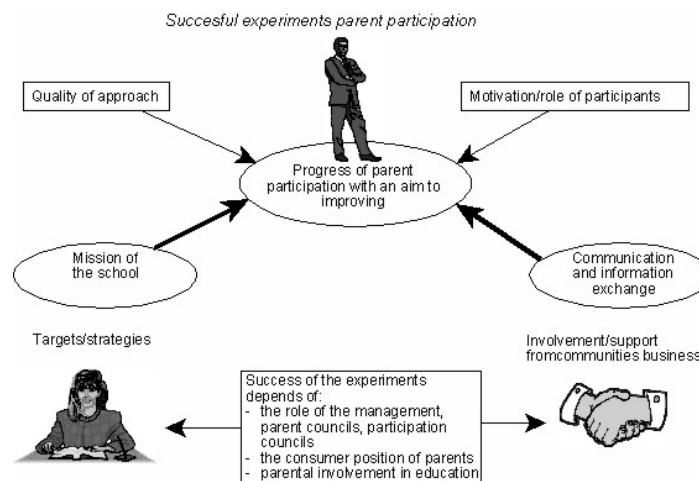 Succesful experiments parent participation
Quality of approach
Motivation/role of participants
Progress of parent
participation with an aim to
improving
Mission of
the school
Communication
and information
exchange
Targets/strategies
Involvement/support
fromcommunities business
Success of the experiments
depends of:
- the role of the management,
parent councils, participation
councils
- the consumer position of parents
- parental involvement in education